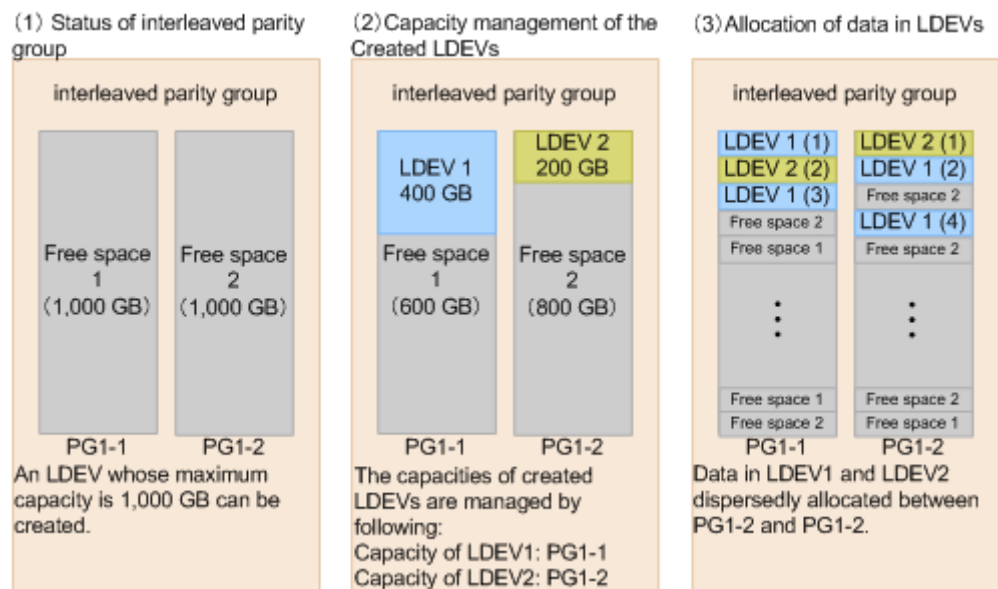 (1) Status of interleaved parity
group
interleaved parity group
Free space
1
(1,000 GB)
Free space
2
(1,000 GB)
PG1-1
PG1-2
An LDEV whose maximum
capacity is 1,000 GB can be
created.
(2)Capacity management of the
Created LDEVs
interleaved parity group
LDEV 1
400 GB
Free space
1
(600 GB)
LDEV 2
200 GB
Free space
2
(800 GB)
PG1-1
PG1-2
The capacities of created
LDEVs are managed by
following:
Capacity of LDEV1: PG1-1
Capacity of LDEV2: PG1-2
(3)Allocation of data in LDEVs
interleaved parity group
LDEV 1 (1)
LDEV 2 (2)
LDEV 1 (3)
Free space 2
Free space 1
Free space 1
Free space 2
LDEV 2 (1)
LDEV 1 (2)
Free space 2
LDEV 1 (4)
Free space 2
Free space 2
Free space 1
PG1-1
PG1-2
Data in LDEV1 and LDEV2
dispersedly allocated between
PG1-2 and PG1-2.